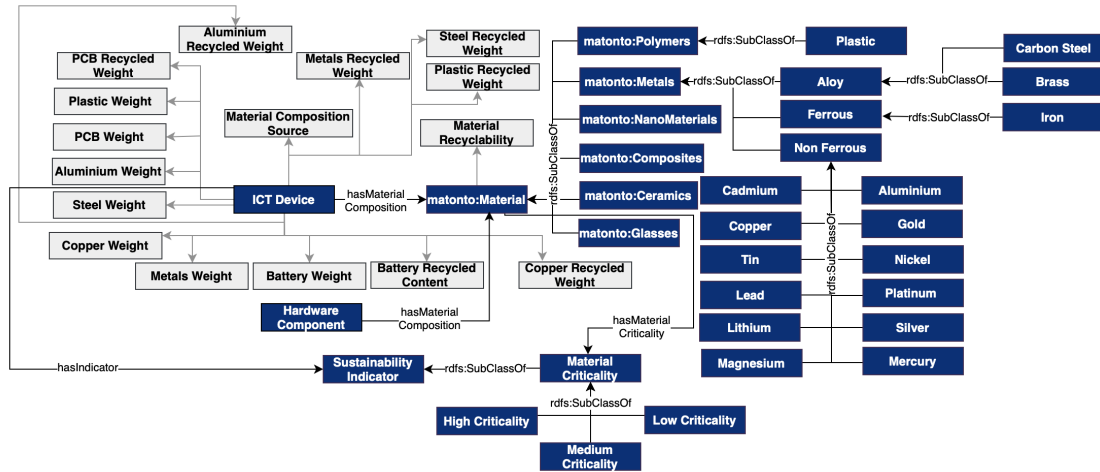 Aluminium
Recycled Weight
PCB Recycled
Weight
Plastic Weight
PCB Weight
Aluminium Weight
Steel Weight
Copper Weight
Metals Recycled
Weight
Steel Recycled
Weight
Plastic Recycled
Weight
Material Composition
Source
Material
Recyclability
ICT Device
hasMaterial
Composition
matonto:Material
Metals Weight
Battery Weight
Battery Recycled
Content
Copper Recycled
Weight
Hardware
Component
hasMaterial
Composition
hasIndicator
Sustainability
Indicator
rdfs:SubClassOf
Material
Criticality
hasMaterial
Criticality
rdfs:SubClassOf
High Criticality
Low Criticality
Medium
Criticality
rdfs:SubClassOf
matonto:Polymers
matonto:Metals
matonto:NanoMaterials
matonto:Composites
matonto:Ceramics
matonto:Glasses
rdfs:SubClassOf
Plastic
rdfs:SubClassOf
Aloy
Ferrous
Non Ferrous
rdfs:SubClassOf
Carbon Steel
Brass
rdfs:SubClassOf
Iron
rdfs:SubClassOf
Cadmium
Aluminium
Copper
Gold
Tin
Nickel
Lead
Platinum
Lithium
Silver
Magnesium
Mercury